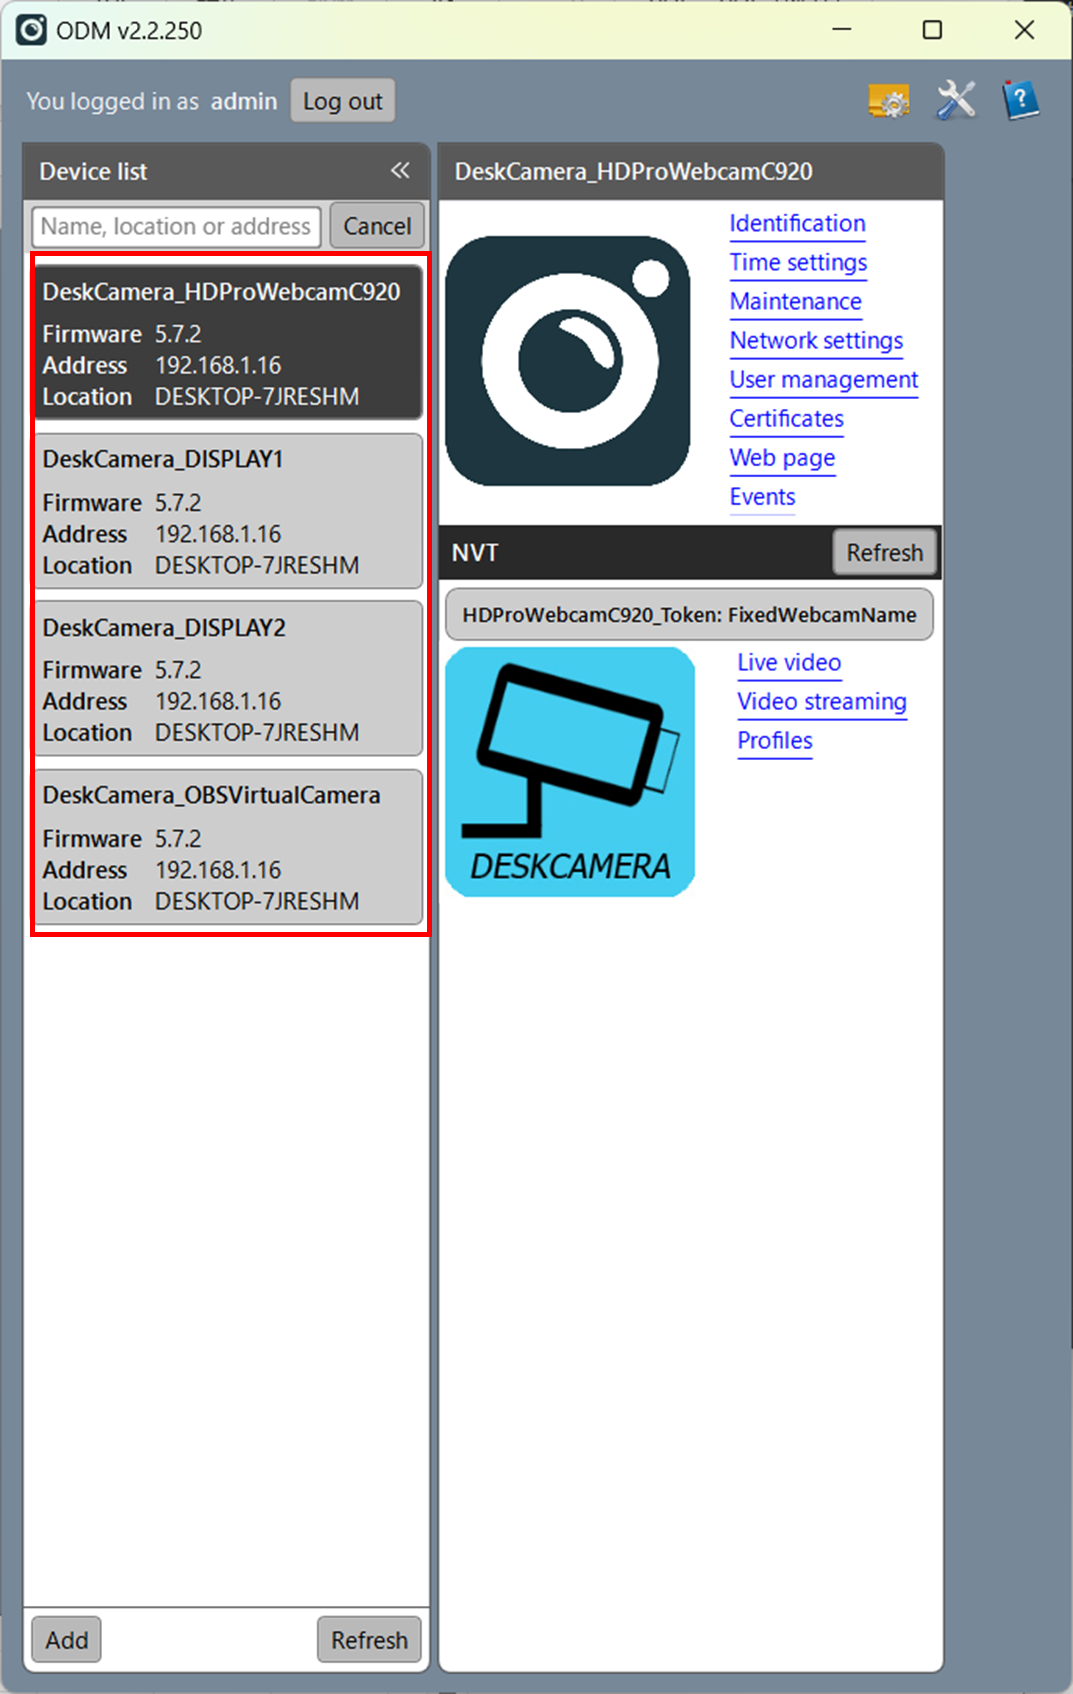 ODM v2.2.250
You logged in as admin Log out
Device list
Name, location or address Cancel
DeskCamera_HDProWebcamC920
Firmware 5.7.2
Address 192.168.1.16
Location DESKTOP-7JRESHM
DeskCamera_DISPLAY1
Firmware 5.7.2
Address 192.168.1.16
Location DESKTOP-7JRESHM
DeskCamera_DISPLAY2
Firmware 5.7.2
Address 192.168.1.16
Location DESKTOP-7JRESHM
DeskCamera_OBSVirtualCamera
Firmware 5.7.2
Address 192.168.1.16
Location DESKTOP-7JRESHM
Add Refresh
DeskCamera_HDProWebcamC920
Identification
Time settings
Maintenance
Network settings
User management
Certificates
Web page
Events
NVT Refresh
HDProWebcamC920_Token: FixedWebcamName
Live video
Video streaming
Profiles
DESKCAMERA